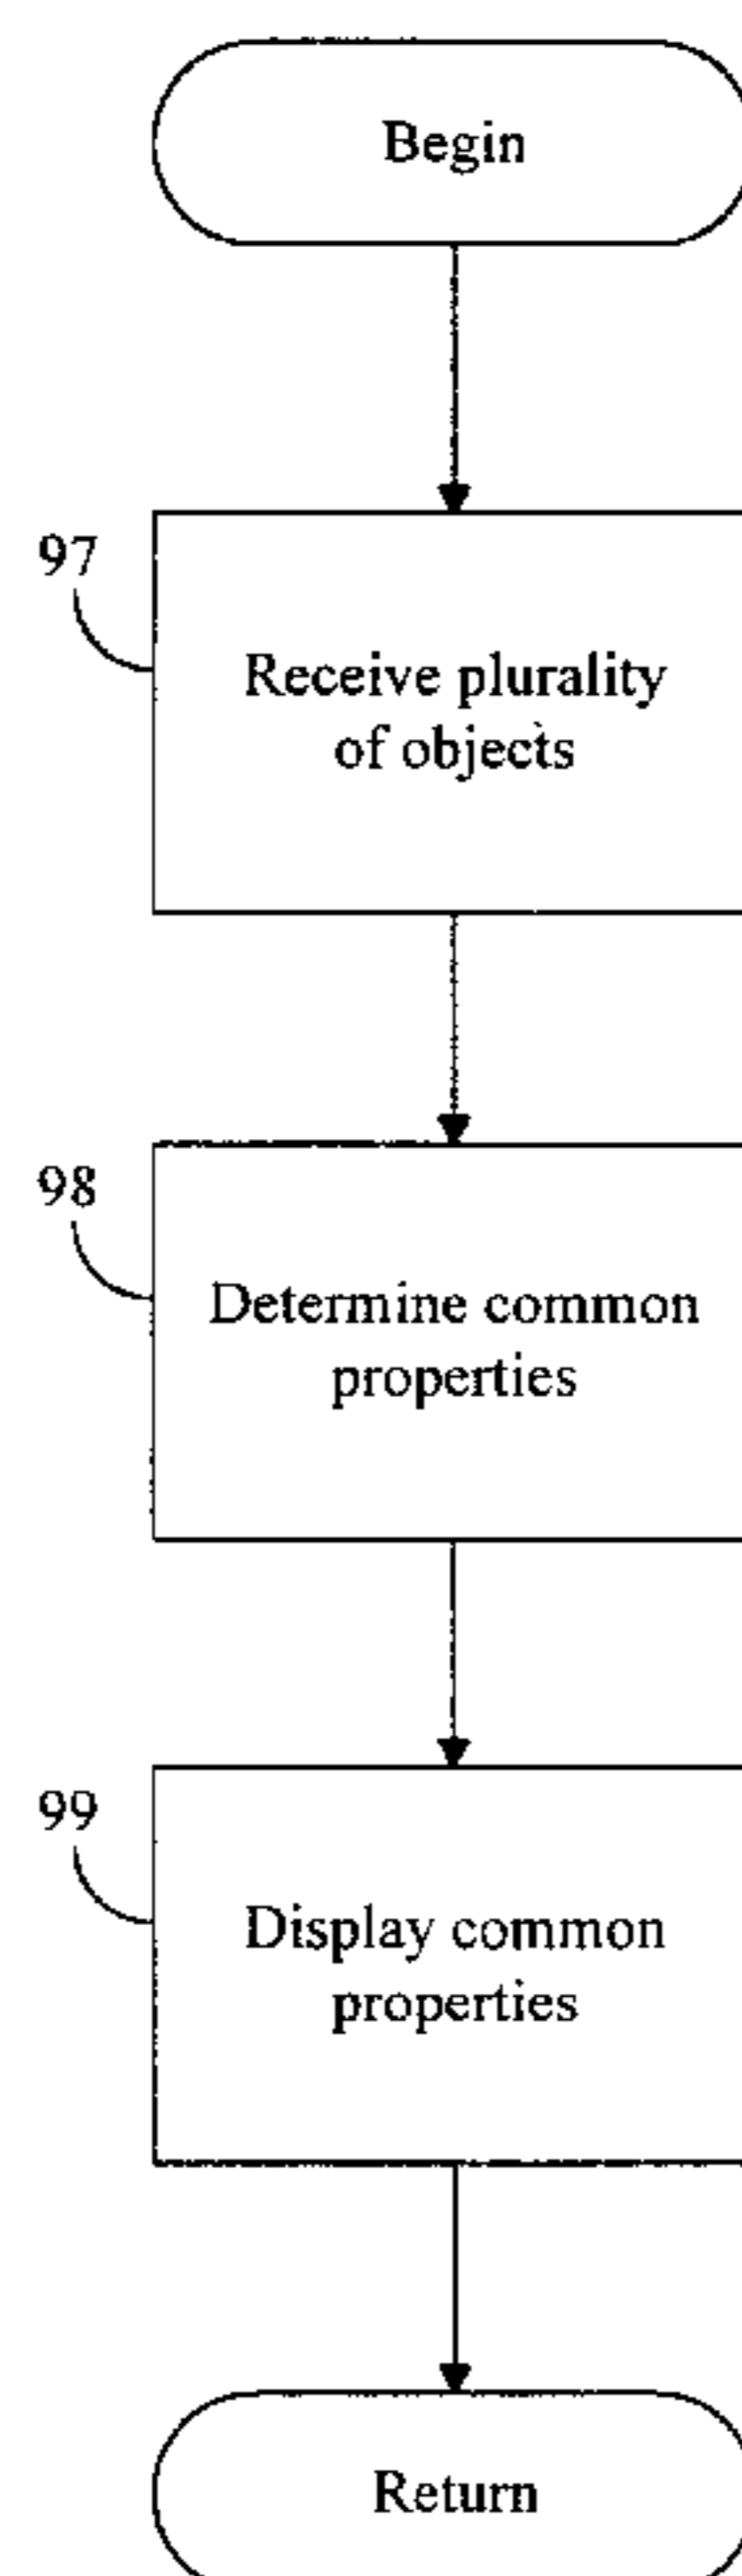 Begin
97
Receive plurality
of objects
98
Determine common
properties
99
Display common
properties
Return